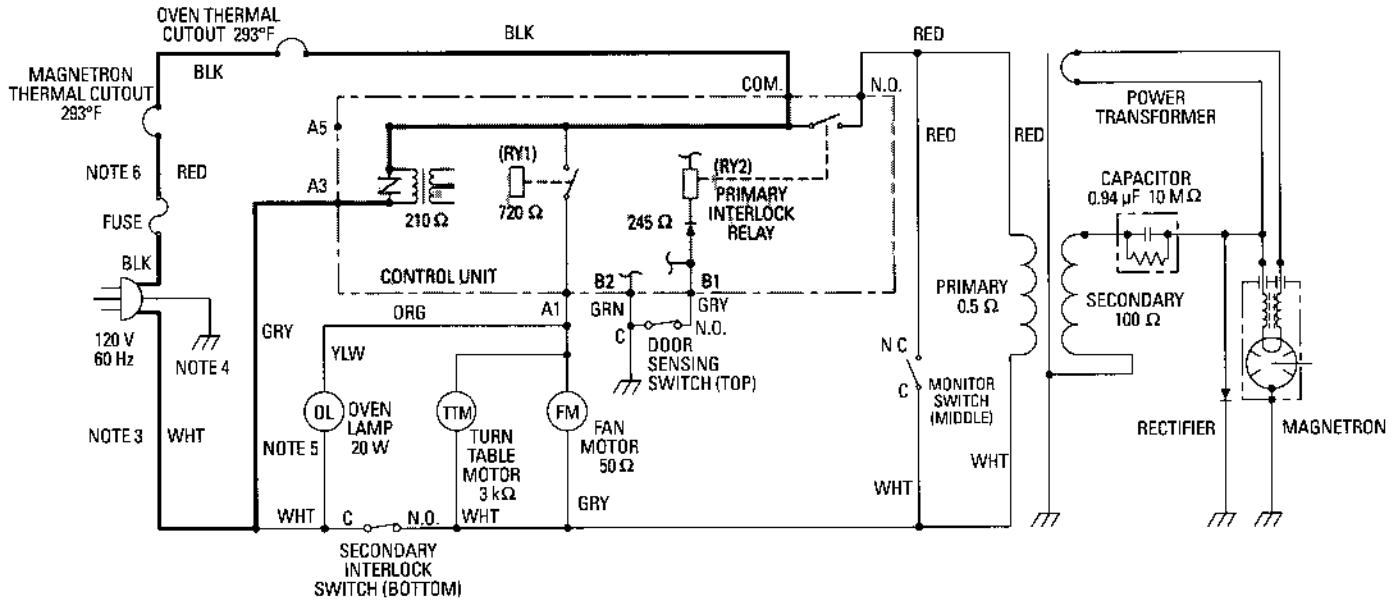 OVEN THERMAL
CUTOUT 293°F
BLK
RED
BLK
MAGNETRON
THERMAL CUTOUT
293°F
COM.
N.O.
POWER
TRANSFORMER
A5
RED
RED
NOTE 6
RED
(RY1)
(RY2)
A3
CAPACITOR
0.94 µF 10 MΩ
FUSE
210 Ω
720 Ω
245 Ω
PRIMARY
INTERLOCK
RELAY
BLK
CONTROL UNIT
B2
B1
PRIMARY
0.5 Ω
SECONDARY
100 Ω
120 V
60 Hz
NOTE 4
GRY
ORG
A1
GRN
GRY
C
N.O.
YLW
DOOR
SENSING
SWITCH (TOP)
N C
C
MONITOR
SWITCH
(MIDDLE)
NOTE 3
WHT
OL
OVEN
LAMP
20 W
NOTE 5
TTM
TURN
TABLE
MOTOR
3 kΩ
FM
FAN
MOTOR
50 Ω
RECTIFIER
MAGNETRON
WHT
WHT
GRY
WHT
C
N.O.
WHT
SECONDARY
INTERLOCK
SWITCH (BOTTOM)